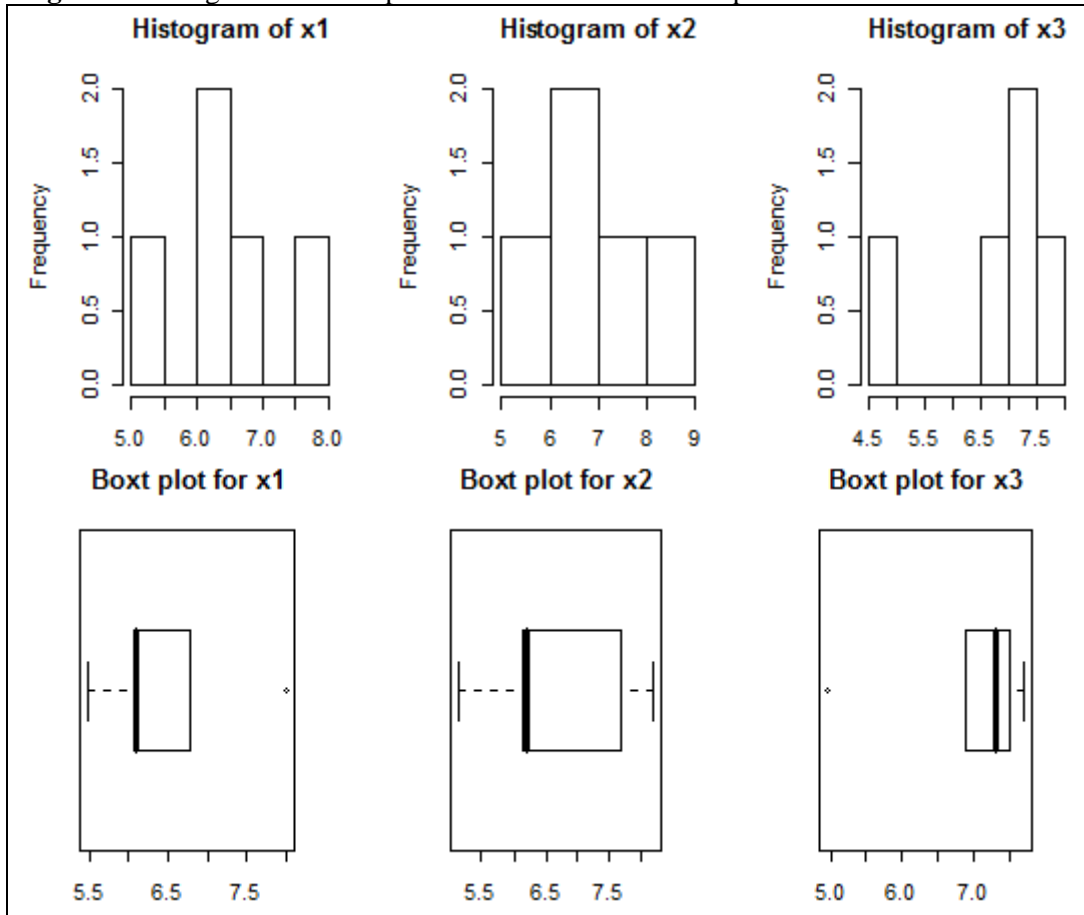 Histogram of x1
Histogram of x2
Histogram of x3
Frequency
0.0 0.5 1.0 1.5 2.0
5.0 6.0 7.0 8.0
Frequency
0.0 0.5 1.0 1.5 2.0
5 6 7 8 9
Frequency
0.0 0.5 1.0 1.5 2.0
4.5 5.5 6.5 7.5
Boxt plot for x1
Boxt plot for x2
Boxt plot for x3
5.5 6.5 7.5
5.5 6.5 7.5
5.0 6.0 7.0